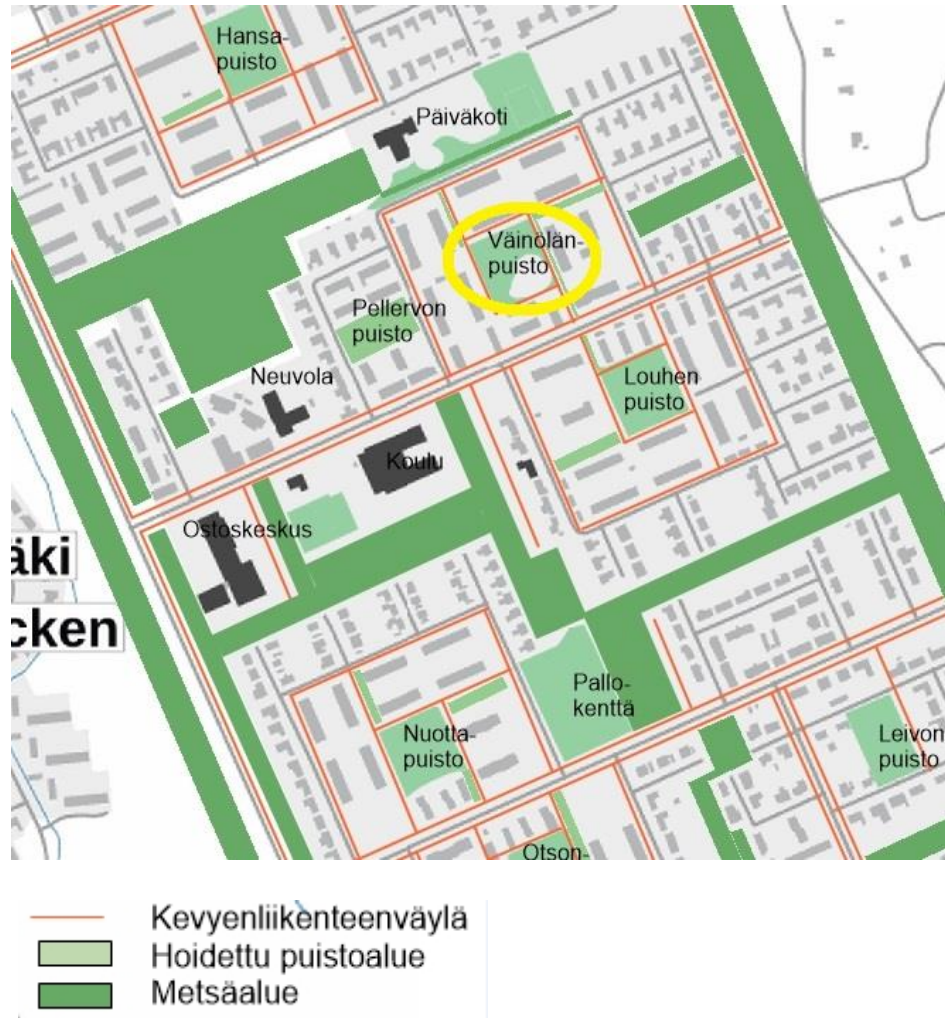 Hansa-
puisto
Päiväkoti
Väinölän-
puisto
Pellervon
puisto
Neuvola
Louhen
puisto
Koulu
Ostoskeskus
äki
cken
Pallo-
kenttä
Nuotta-
puisto
Leivon
puisto
Otson-
Kevyenliikenteenväylä
Hoidettu puistoalue
Metsäalue